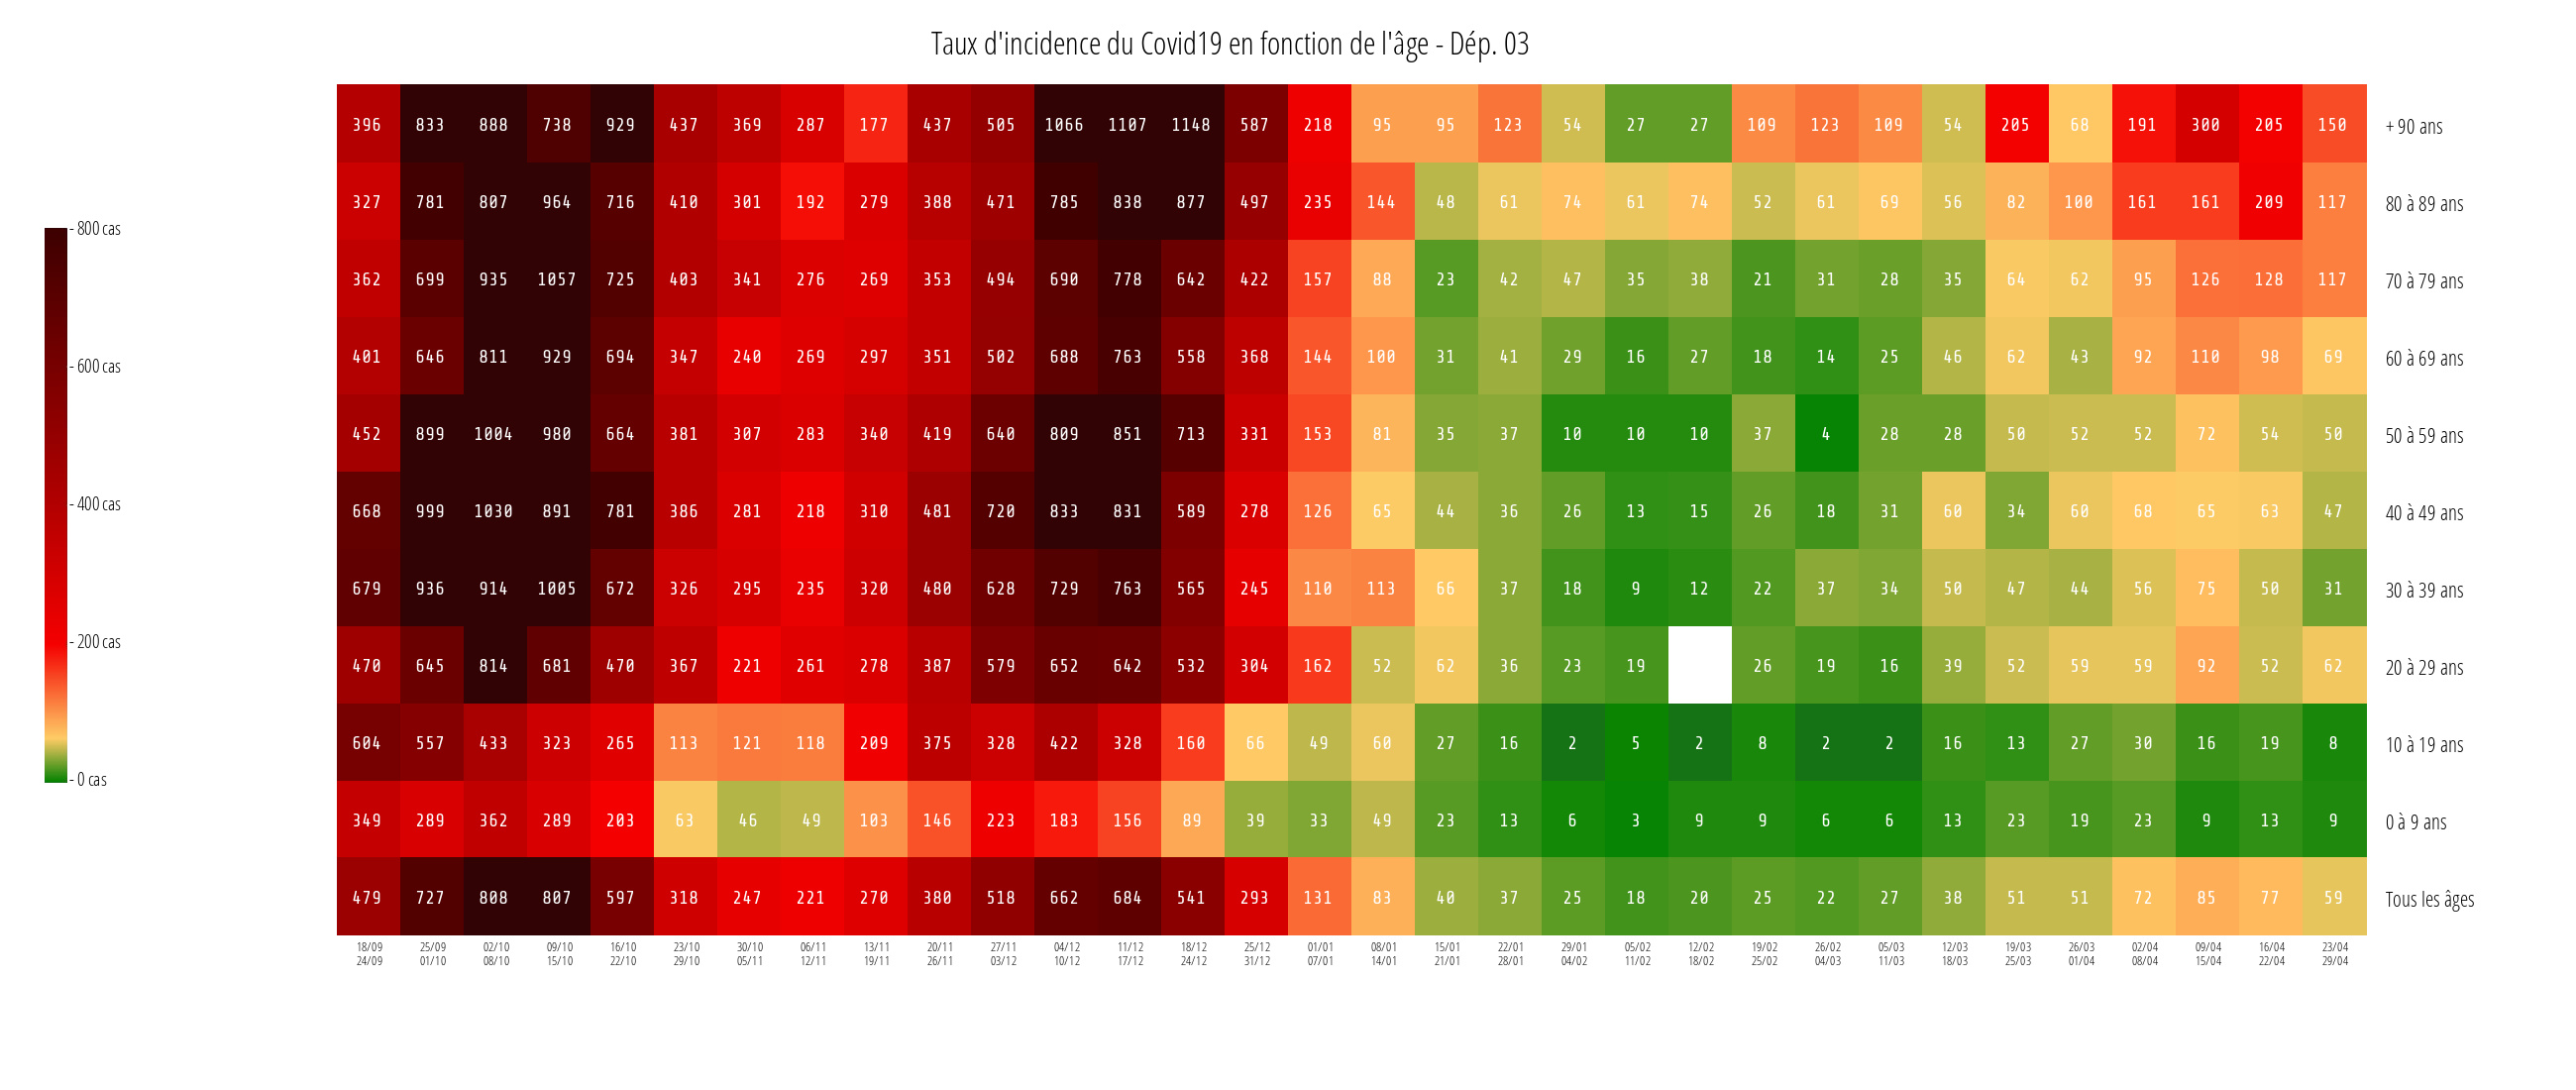 Taux d'incidence du Covid19 en fonction de l'âge - Dép. 03
396 833 888 738 929 437 369 287 177 437 505 1066 1107 1148 587 218 95 95 123 54 27 27 109 123 109 54 205 68 191 300 205 150 + 90 ans
327 781 807 964 716 410 301 192 279 388 471 785 838 877 497 235 144 48 61 74 61 74 52 61 69 56 82 100 161 161 209 117 80 à 89 ans
- 800 cas
362 699 935 1057 725 403 341 276 269 353 494 690 778 642 422 157 88 23 42 47 35 38 21 31 28 35 64 62 95 126 128 117 70 à 79 ans
401 646 811 929 694 347 240 269 297 351 502 688 763 558 368 144 100 31 41 29 16 27 18 14 25 46 62 43 92 110 98 69 60 à 69 ans
- 600 cas
452 899 1004 980 664 381 307 283 340 419 640 809 851 713 331 153 81 35 37 10 10 10 37 4 28 28 50 52 52 72 54 50 50 à 59 ans
- 400 cas
668 999 1030 891 781 386 281 218 310 481 720 833 831 589 278 126 65 44 36 26 13 15 26 18 31 60 34 60 68 65 63 47 40 à 49 ans
679 936 914 1005 672 326 295 235 320 480 628 729 763 565 245 110 113 66 37 18 9 12 22 37 34 50 47 44 56 75 50 31 30 à 39 ans
- 200 cas
470 645 814 681 470 367 221 261 278 387 579 652 642 532 304 162 52 62 36 23 19 26 19 16 39 52 59 59 92 52 62 20 à 29 ans
604 557 433 323 265 113 121 118 209 375 328 422 328 160 66 49 60 27 16 2 5 2 8 2 2 16 13 27 30 16 19 8 10 à 19 ans
- 0 cas
349 289 362 289 203 63 46 49 103 146 223 183 156 89 39 33 49 23 13 6 3 9 9 6 6 13 23 19 23 9 13 9 0 à 9 ans
479 727 808 807 597 318 247 221 270 380 518 662 684 541 293 131 83 40 37 25 18 20 25 22 27 38 51 51 72 85 77 59 Tous les âges
18/09 25/09 02/10 09/10 16/10 23/10 30/10 06/11 13/11 20/11 27/11 04/12 11/12 18/12 25/12 01/01 08/01 15/01 22/01 29/01 05/02 12/02 19/02 26/02 05/03 12/03 19/03 26/03 02/04 09/04 16/04 23/04
24/09 01/10 08/10 15/10 22/10 29/10 05/11 12/11 19/11 26/11 03/12 10/12 17/12 24/12 31/12 07/01 14/01 21/01 28/01 04/02 11/02 18/02 25/02 04/03 11/03 18/03 25/03 01/04 08/04 15/04 22/04 29/04